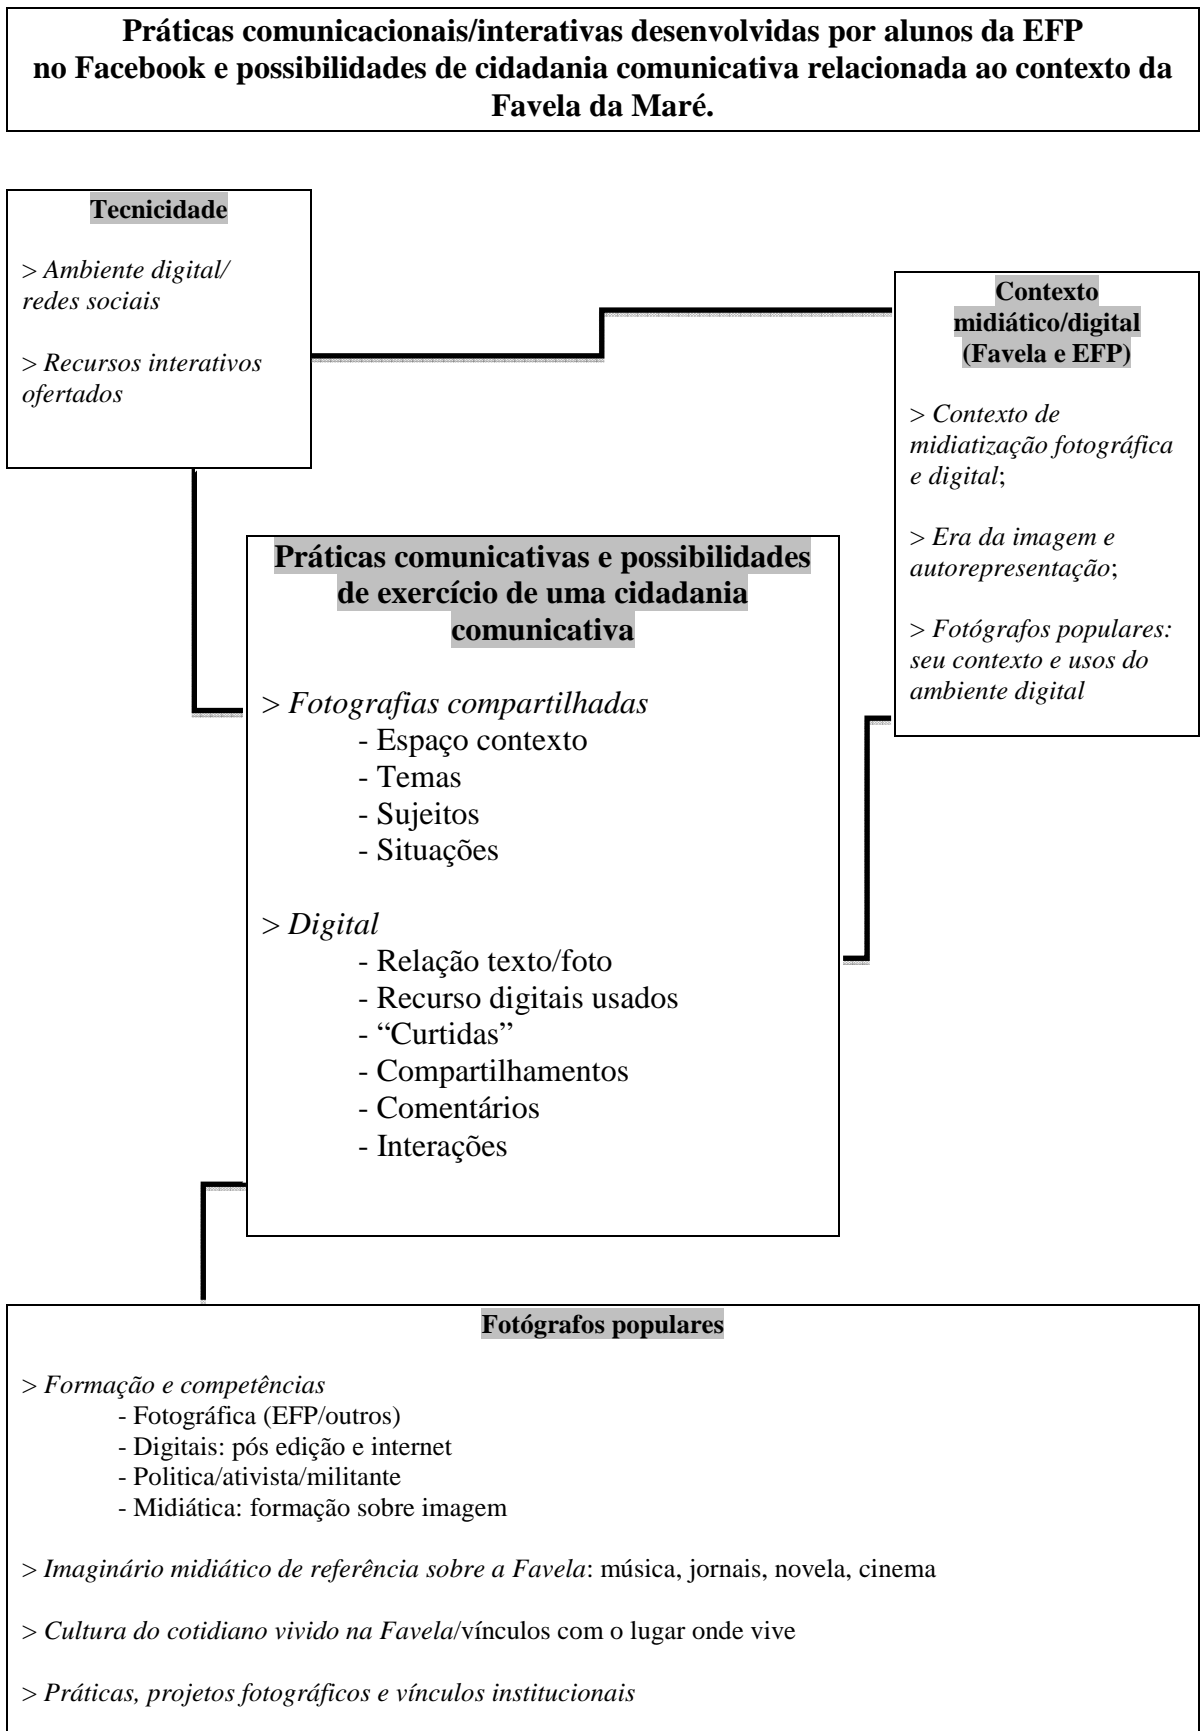 Práticas comunicacionais/interativas desenvolvidas por alunos da EFP
no Facebook e possibilidades de cidadania comunicativa relacionada ao contexto da
Favela da Maré.
Tecnicidade
> Ambiente digital/
redes sociais
> Recursos interativos
ofertados
Contexto
midiático/digital
(Favela e EFP)
> Contexto de
midiatização fotográfica
e digital;
> Era da imagem e
autorepresentação;
> Fotógrafos populares:
seu contexto e usos do
ambiente digital
Práticas comunicativas e possibilidades
de exercício de uma cidadania
comunicativa
> Fotografias compartilhadas
- Espaço contexto
- Temas
- Sujeitos
- Situações
> Digital
- Relação texto/foto
- Recurso digitais usados
- “Curtidas”
- Compartilhamentos
- Comentários
- Interações
Fotógrafos populares
> Formação e competências
- Fotográfica (EFP/outros)
- Digitais: pós edição e internet
- Politica/ativista/militante
- Midiática: formação sobre imagem
> Imaginário midiático de referência sobre a Favela: música, jornais, novela, cinema
> Cultura do cotidiano vivido na Favela/vínculos com o lugar onde vive
> Práticas, projetos fotográficos e vínculos institucionais